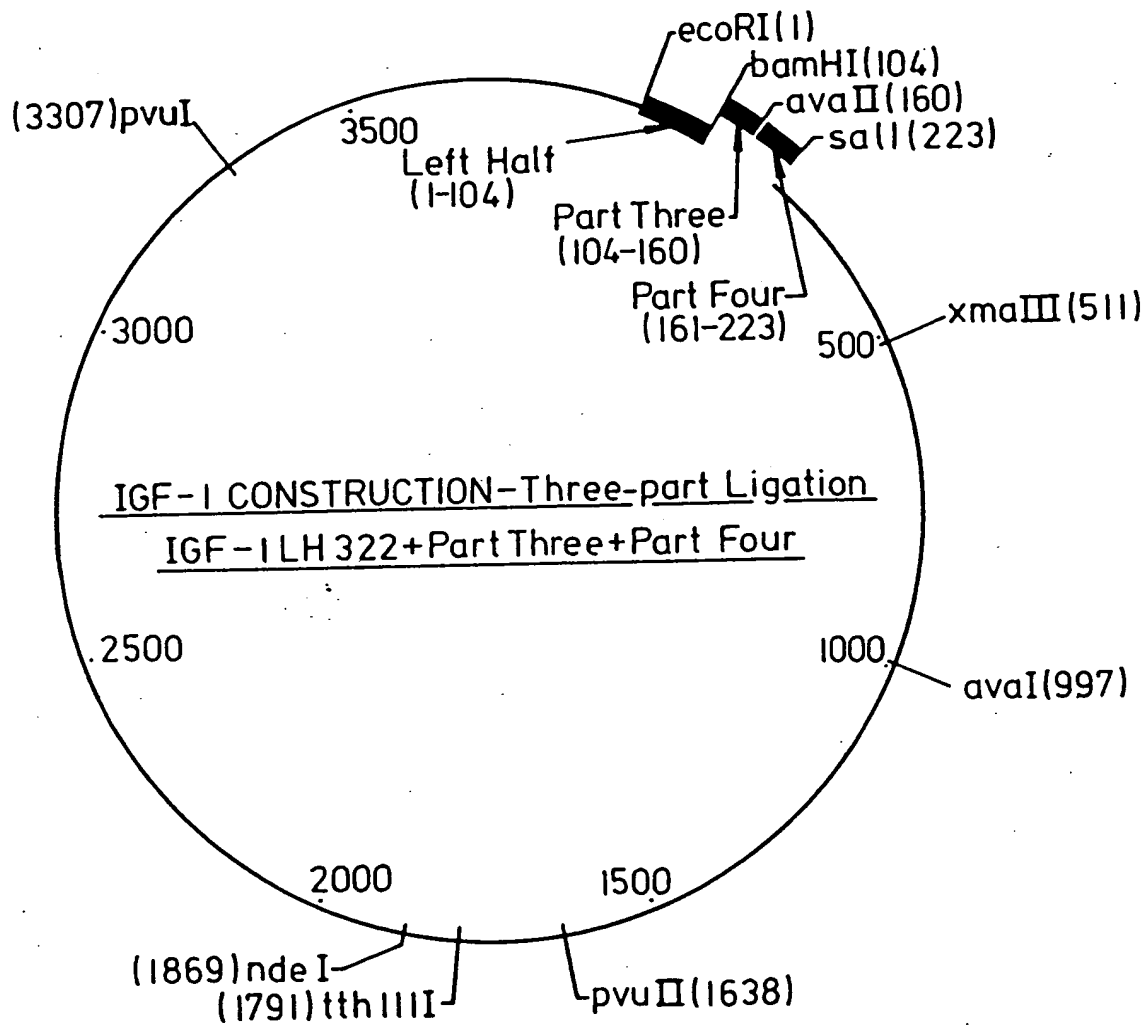 ecoRI(1)
bamHI(104)
avaII(160)
salI(223)
(3307)pvuI
3500
Left Half
(1-104)
Part Three
(104-160)
Part Four
(161-223)
xmaIII(511)
500
3000
IGF-1 CONSTRUCTION-Three-part Ligation
IGF-1LH322+Part Three+Part Four
2500
1000
avaI(997)
2000
1500
(1869)ndeI
(1791)tth111I
pvuII(1638)